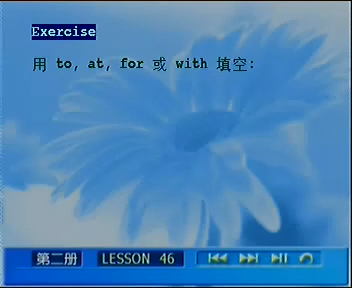 Exercise
用 to, at, for 或 with 填空:
第二册 LESSON 46